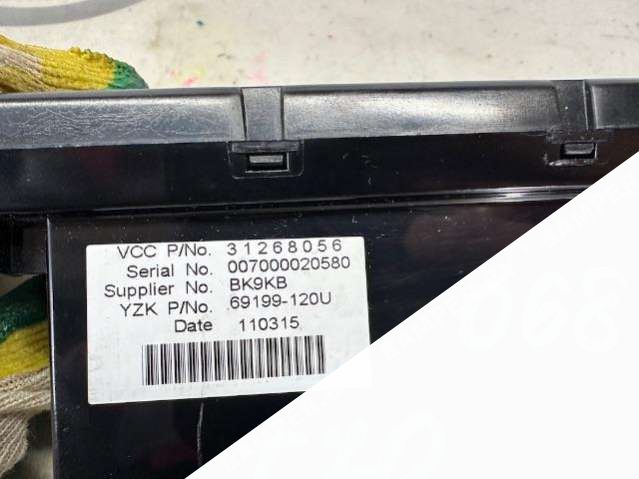 VCC P/No. 31268056
Serial No. 007000020580
Supplier No. BK9KB
YZK P/No. 69199-120U
Date 110315